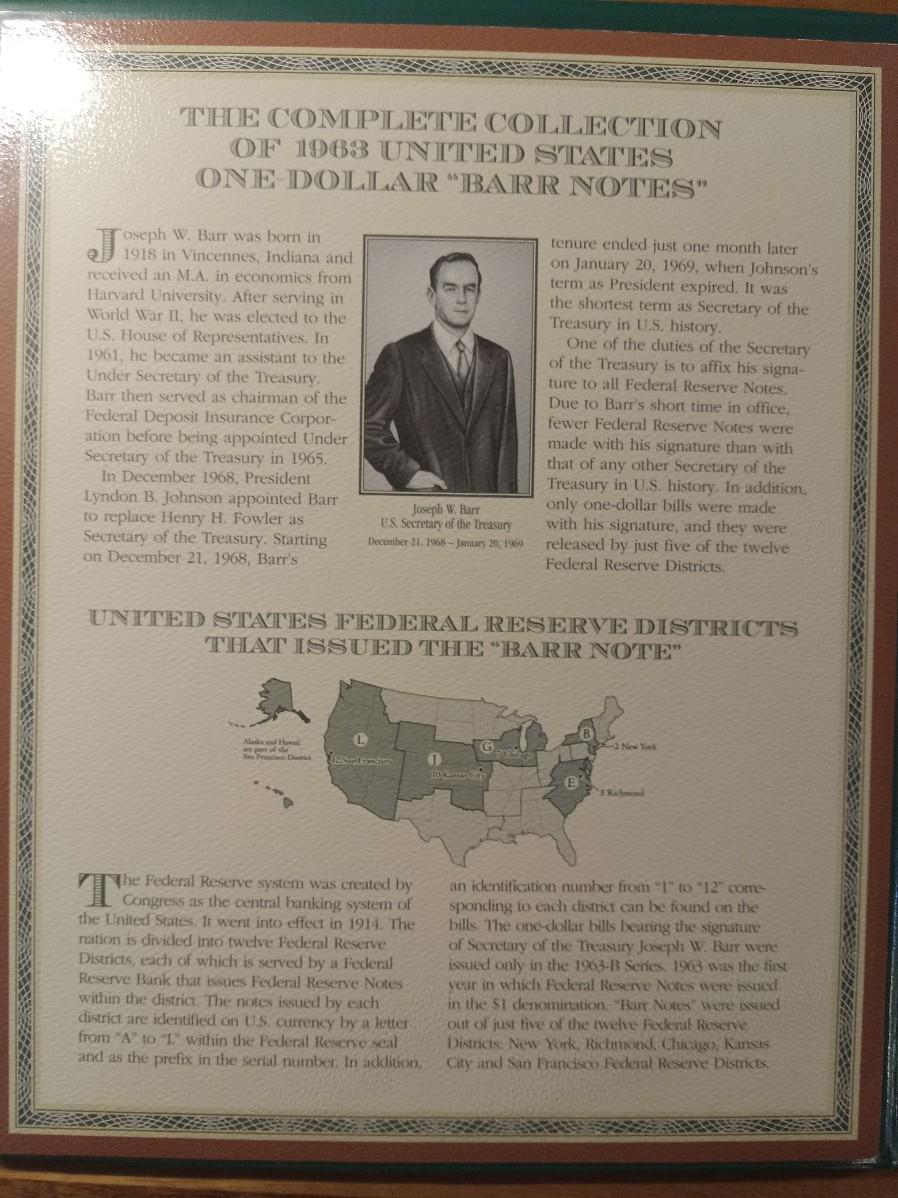 THE COMPLETE COLLECTION
OF 1963 UNITED STATES
ONE-DOLLAR “BARR NOTES”
Joseph W. Barr was born in
1918 in Vincennes, Indiana and
received an M.A. in economics from
Harvard University. After serving in
World War II, he was elected to the
U.S. House of Representatives. In
1961, he became an assistant to the
Under Secretary of the Treasury.
Barr then served as chairman of the
Federal Deposit Insurance Corpor-
ation before being appointed Under
Secretary of the Treasury in 1965.
In December 1968, President
Lyndon B. Johnson appointed Barr
to replace Henry H. Fowler as
Secretary of the Treasury. Starting
on December 21, 1968, Barr’s
Joseph W. Barr
U.S. Secretary of the Treasury
December 21, 1968 – January 20, 1969
tenure ended just one month later
on January 20, 1969, when Johnson’s
term as President expired. It was
the shortest term as Secretary of the
Treasury in U.S. history.
One of the duties of the Secretary
of the Treasury is to affix his signa-
ture to all Federal Reserve Notes.
Due to Barr’s short time in office,
fewer Federal Reserve Notes were
made with his signature than with
that of any other Secretary of the
Treasury in U.S. history. In addition,
only one-dollar bills were made
with his signature, and they were
released by just five of the twelve
Federal Reserve Districts.
UNITED STATES FEDERAL RESERVE DISTRICTS
THAT ISSUED THE “BARR NOTE”
Alaska and Hawaii
are part of the
San Francisco District
L
12 San Francisco
J
10 Kansas City
G
7 Chicago
B
2 New York
E
5 Richmond
The Federal Reserve system was created by
Congress as the central banking system of
the United States. It went into effect in 1914. The
nation is divided into twelve Federal Reserve
Districts, each of which is served by a Federal
Reserve Bank that issues Federal Reserve Notes
within the district. The notes issued by each
district are identified on U.S. currency by a letter
from “A” to “L” within the Federal Reserve seal
and as the prefix in the serial number. In addition,
an identification number from “1” to “12” corre-
sponding to each district can be found on the
bills. The one-dollar bills bearing the signature
of Secretary of the Treasury Joseph W. Barr were
issued only in the 1963-B Series. 1963 was the first
year in which Federal Reserve Notes were issued
in the $1 denomination. “Barr Notes” were issued
out of just five of the twelve Federal Reserve
Districts: New York, Richmond, Chicago, Kansas
City and San Francisco Federal Reserve Districts.